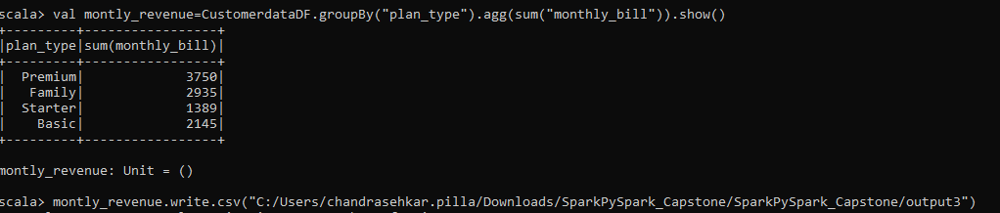 scala> val montly_revenue=CustomerdataDF.groupBy("plan_type").agg(sum("monthly_bill")).show()
+---------+-----------------+
|plan_type|sum(monthly_bill)|
+---------+-----------------+
|  Premium|             3750|
|   Family|             2935|
|  Starter|             1389|
|    Basic|             2145|
+---------+-----------------+
montly_revenue: Unit = ()
scala> montly_revenue.write.csv("C:/Users/chandrasehkar.pilla/Downloads/SparkPySpark_Capstone/SparkPySpark_Capstone/output3")